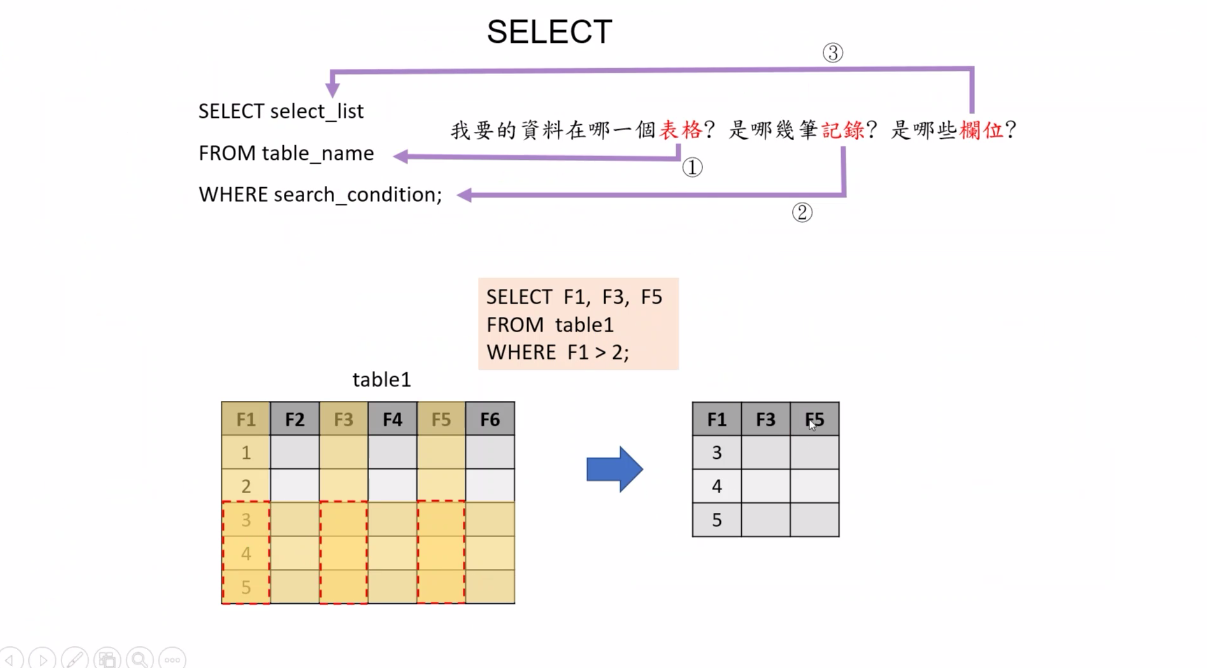 SELECT
③
SELECT select_list
我要的資料在哪一個表格? 是哪幾筆記錄? 是哪些欄位?
FROM table_name
①
WHERE search_condition;
②
SELECT F1, F3, F5
FROM table1
WHERE F1 > 2;
table1
F1 F2 F3 F4 F5 F6
1
2
3
4
5
F1 F3 F5
3
4
5